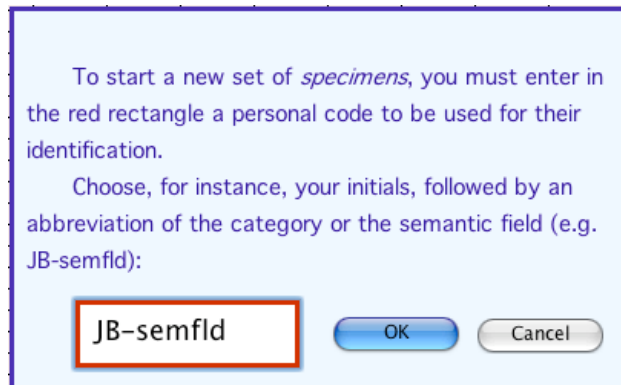 To start a new set of specimens, you must enter in
the red rectangle a personal code to be used for their
identification.
Choose, for instance, your initials, followed by an
abbreviation of the category or the semantic field (e.g.
JB-semfld):
JB-semfld
OK
Cancel